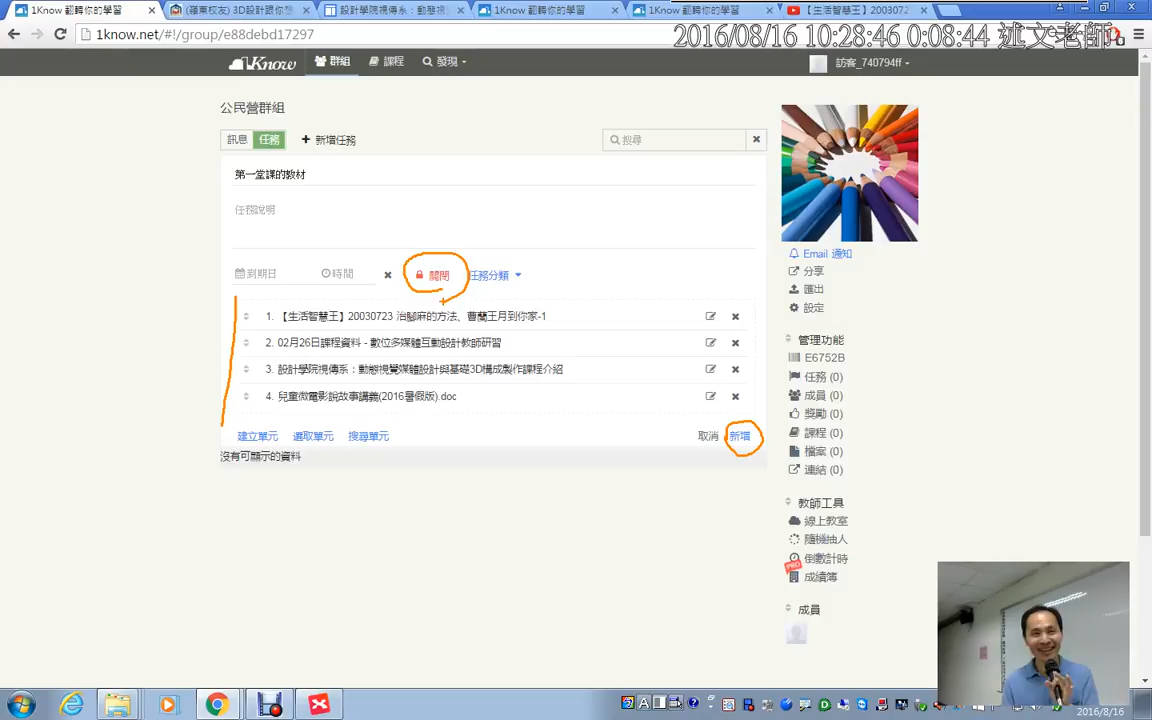 1Know 翻轉你的學習
(羅東校友) 3D設計跟你想
設計學院視傳系：動態視
1Know 翻轉你的學習
1Know 翻轉你的學習
【生活智慧王】2003072
1know.net/#!/group/e88debd17297
2016/08/16 10:28:46 0:08:44 述文老師
1Know
群組
課程
發現
訪客_740794ff
公民營群組
訊息
任務
新增任務
搜尋
第一堂課的教材
任務說明
到期日
時間
關閉
任務分類
1. 【生活智慧王】20030723 治腳麻的方法、曹蘭王月到你家-1
2. 02月26日課程資料 - 數位多媒體互動設計教師研習
3. 設計學院視傳系：動態視覺媒體設計與基礎3D構成製作課程介紹
4. 兒童微電影說故事講義(2016暑假版).doc
建立單元
選取單元
搜尋單元
取消
新增
沒有可顯示的資料
Email 通知
分享
匯出
設定
管理功能
E6752B
任務 (0)
成員 (0)
獎勵 (0)
課程 (0)
檔案 (0)
連結 (0)
教師工具
線上教室
隨機抽人
倒數計時
PRO
成績簿
成員
2016/8/16